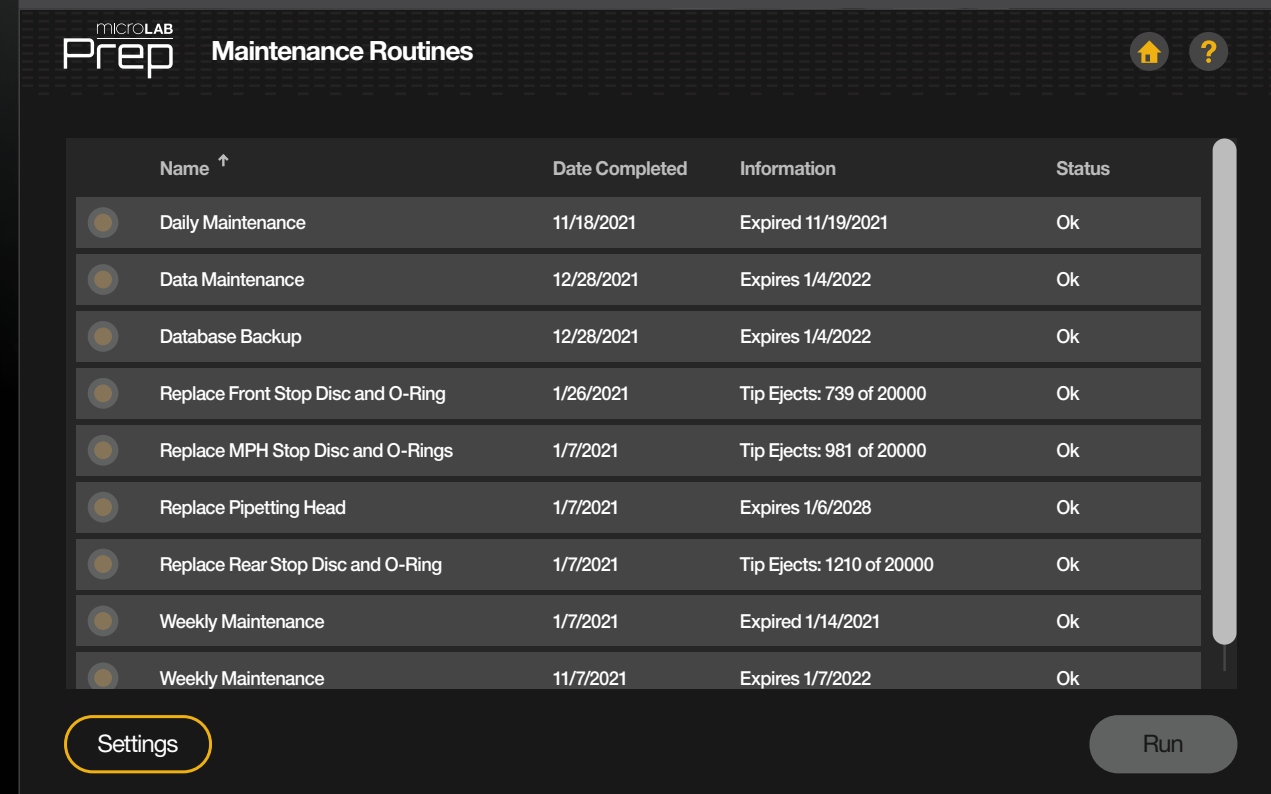 microLAB
Prep
Maintenance Routines
?
Name ↑ Date Completed Information Status
Daily Maintenance 11/18/2021 Expired 11/19/2021 Ok
Data Maintenance 12/28/2021 Expires 1/4/2022 Ok
Database Backup 12/28/2021 Expires 1/4/2022 Ok
Replace Front Stop Disc and O-Ring 1/26/2021 Tip Ejects: 739 of 20000 Ok
Replace MPH Stop Disc and O-Rings 1/7/2021 Tip Ejects: 981 of 20000 Ok
Replace Pipetting Head 1/7/2021 Expires 1/6/2028 Ok
Replace Rear Stop Disc and O-Ring 1/7/2021 Tip Ejects: 1210 of 20000 Ok
Weekly Maintenance 1/7/2021 Expired 1/14/2021 Ok
Weekly Maintenance 11/7/2021 Expires 1/7/2022 Ok
Settings Run